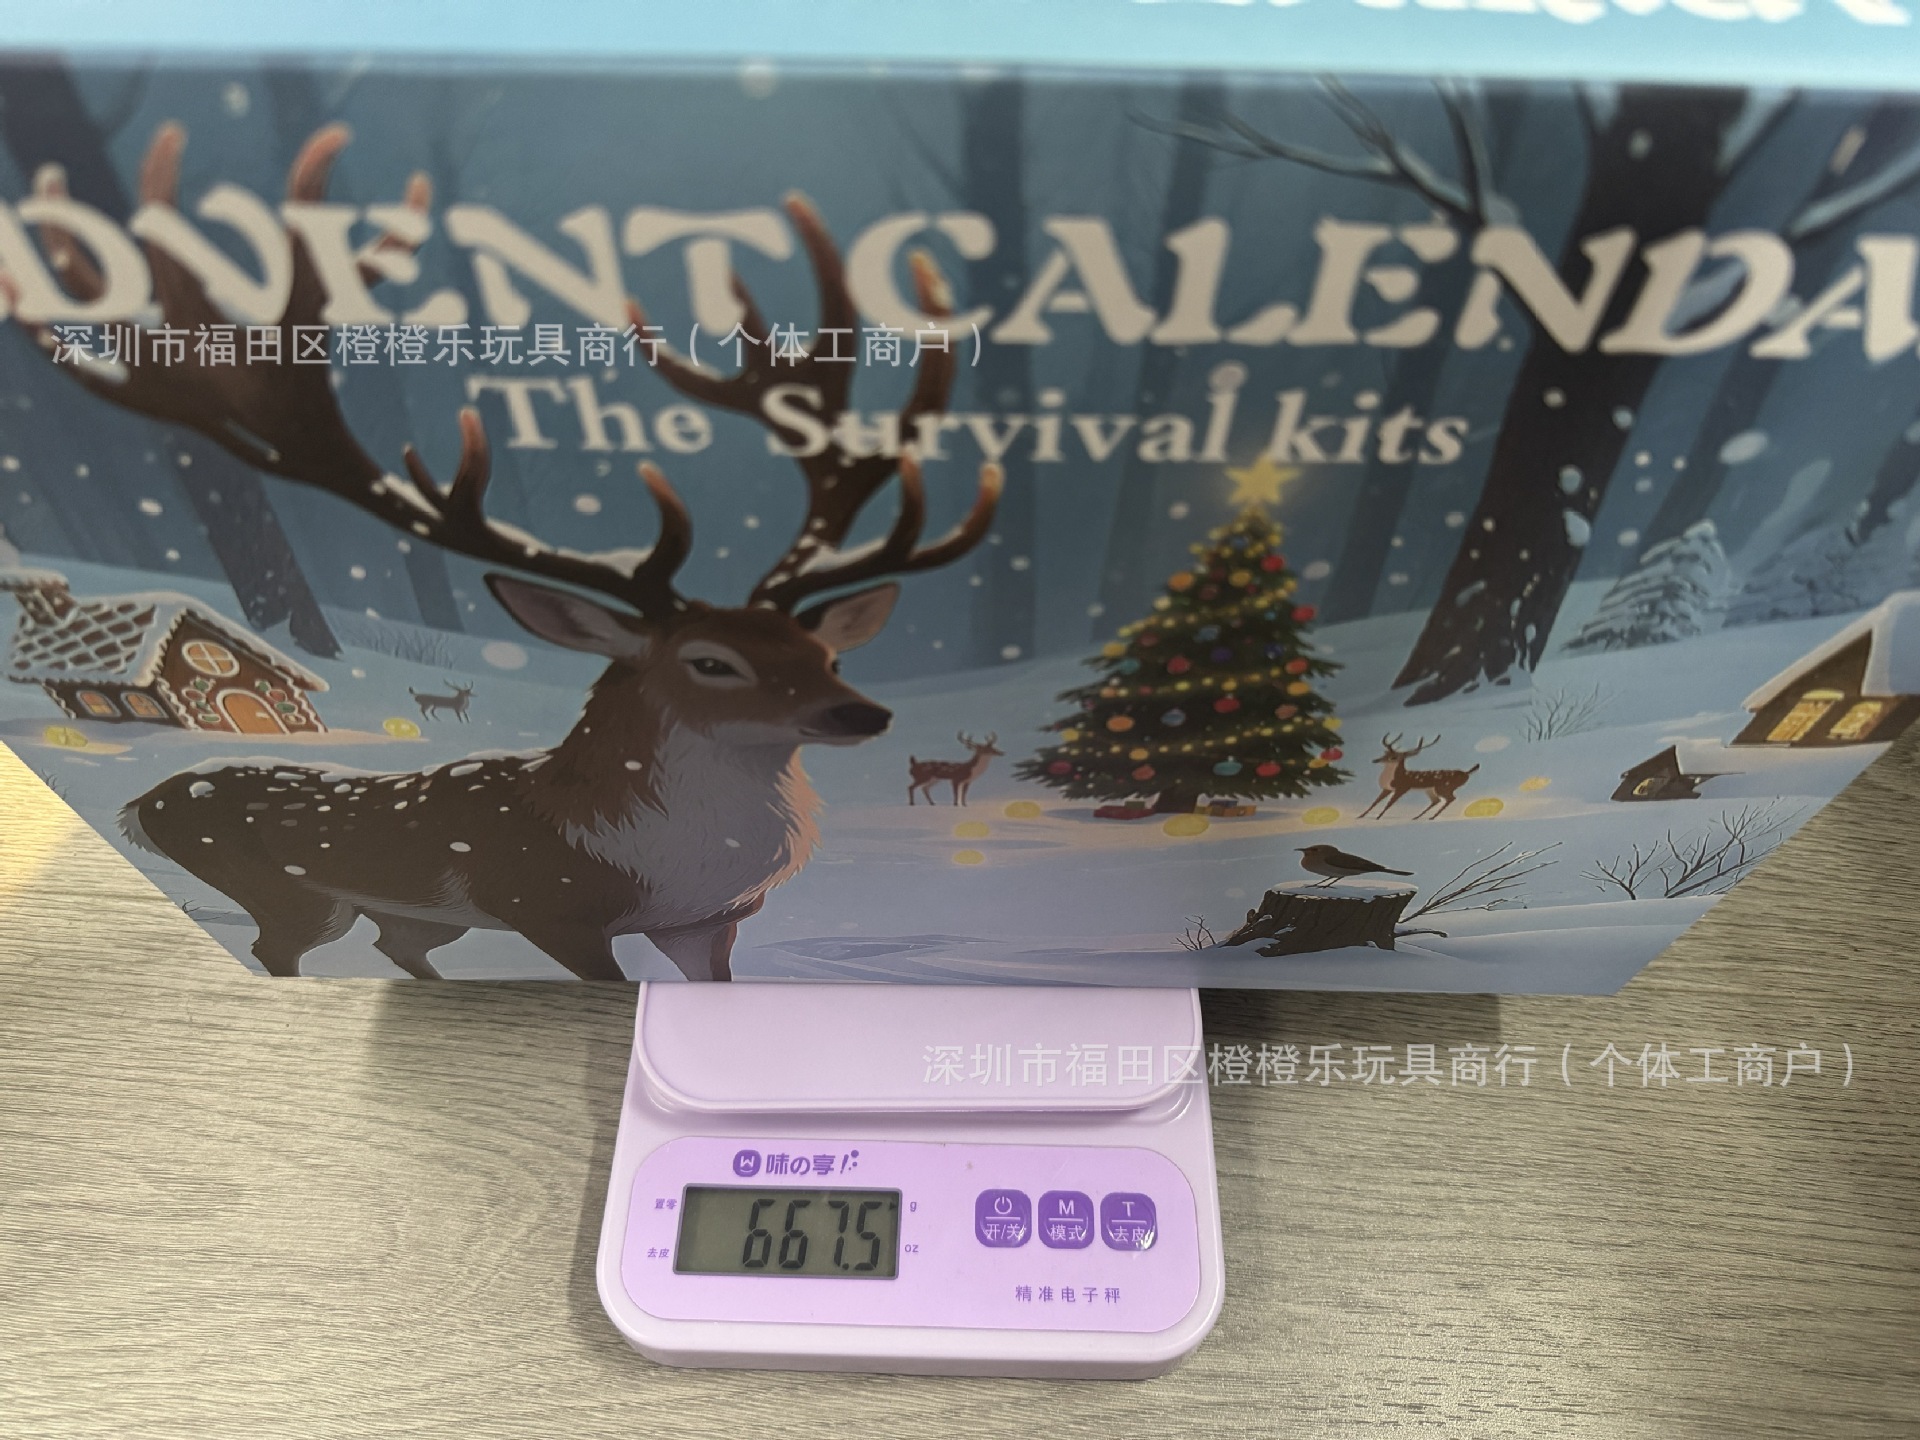 ADVENT CALENDA
深圳市福田区橙橙乐玩具商行（个体工商户）
The Survival kits
深圳市福田区橙橙乐玩具商行（个体工商户）
味の享
置零
g
667.5
去皮
oz
开/关
M
模式
T
去皮
精准电子秤